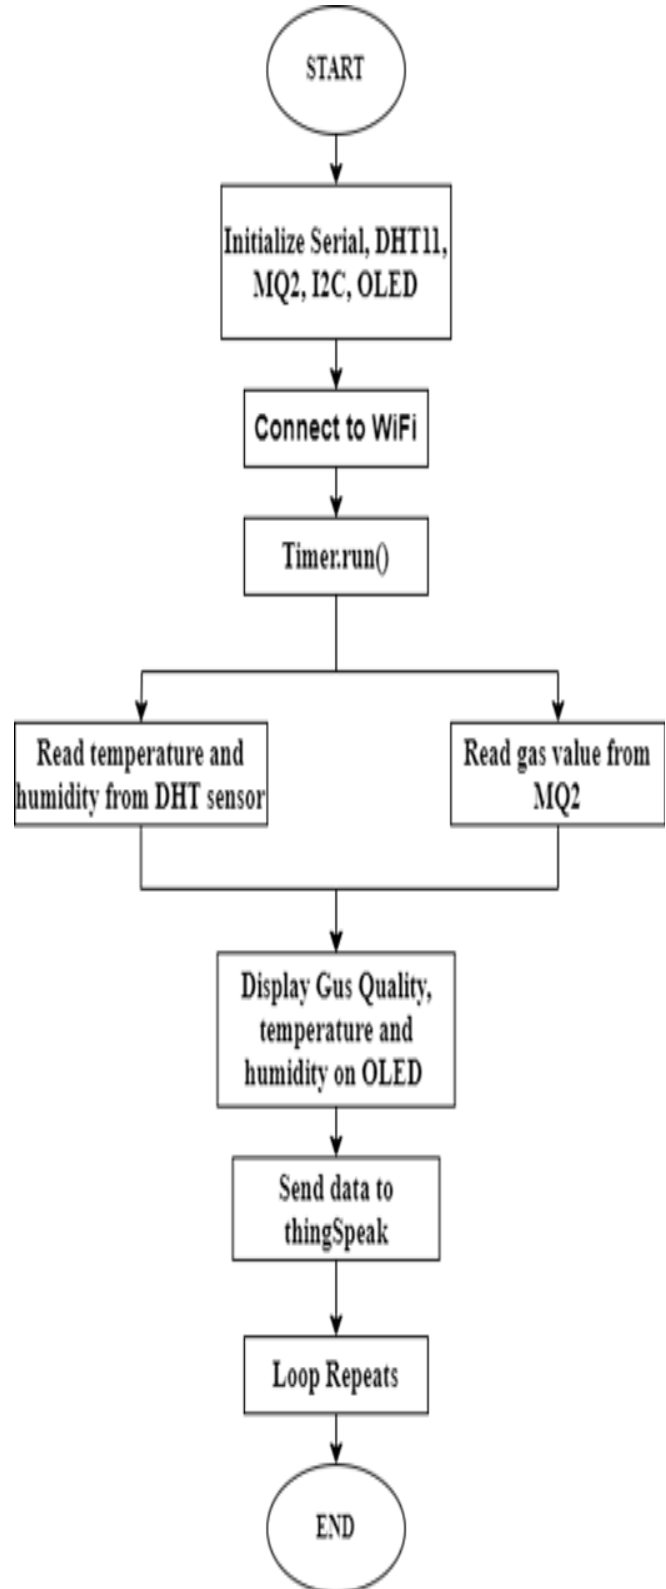 START
Initialize Serial, DHT11,
MQ2, I2C, OLED
Connect to WiFi
Timer.run()
Read temperature and
humidity from DHT sensor
Read gas value from
MQ2
Display Gus Quality,
temperature and
humidity on OLED
Send data to
thingSpeak
Loop Repeats
END